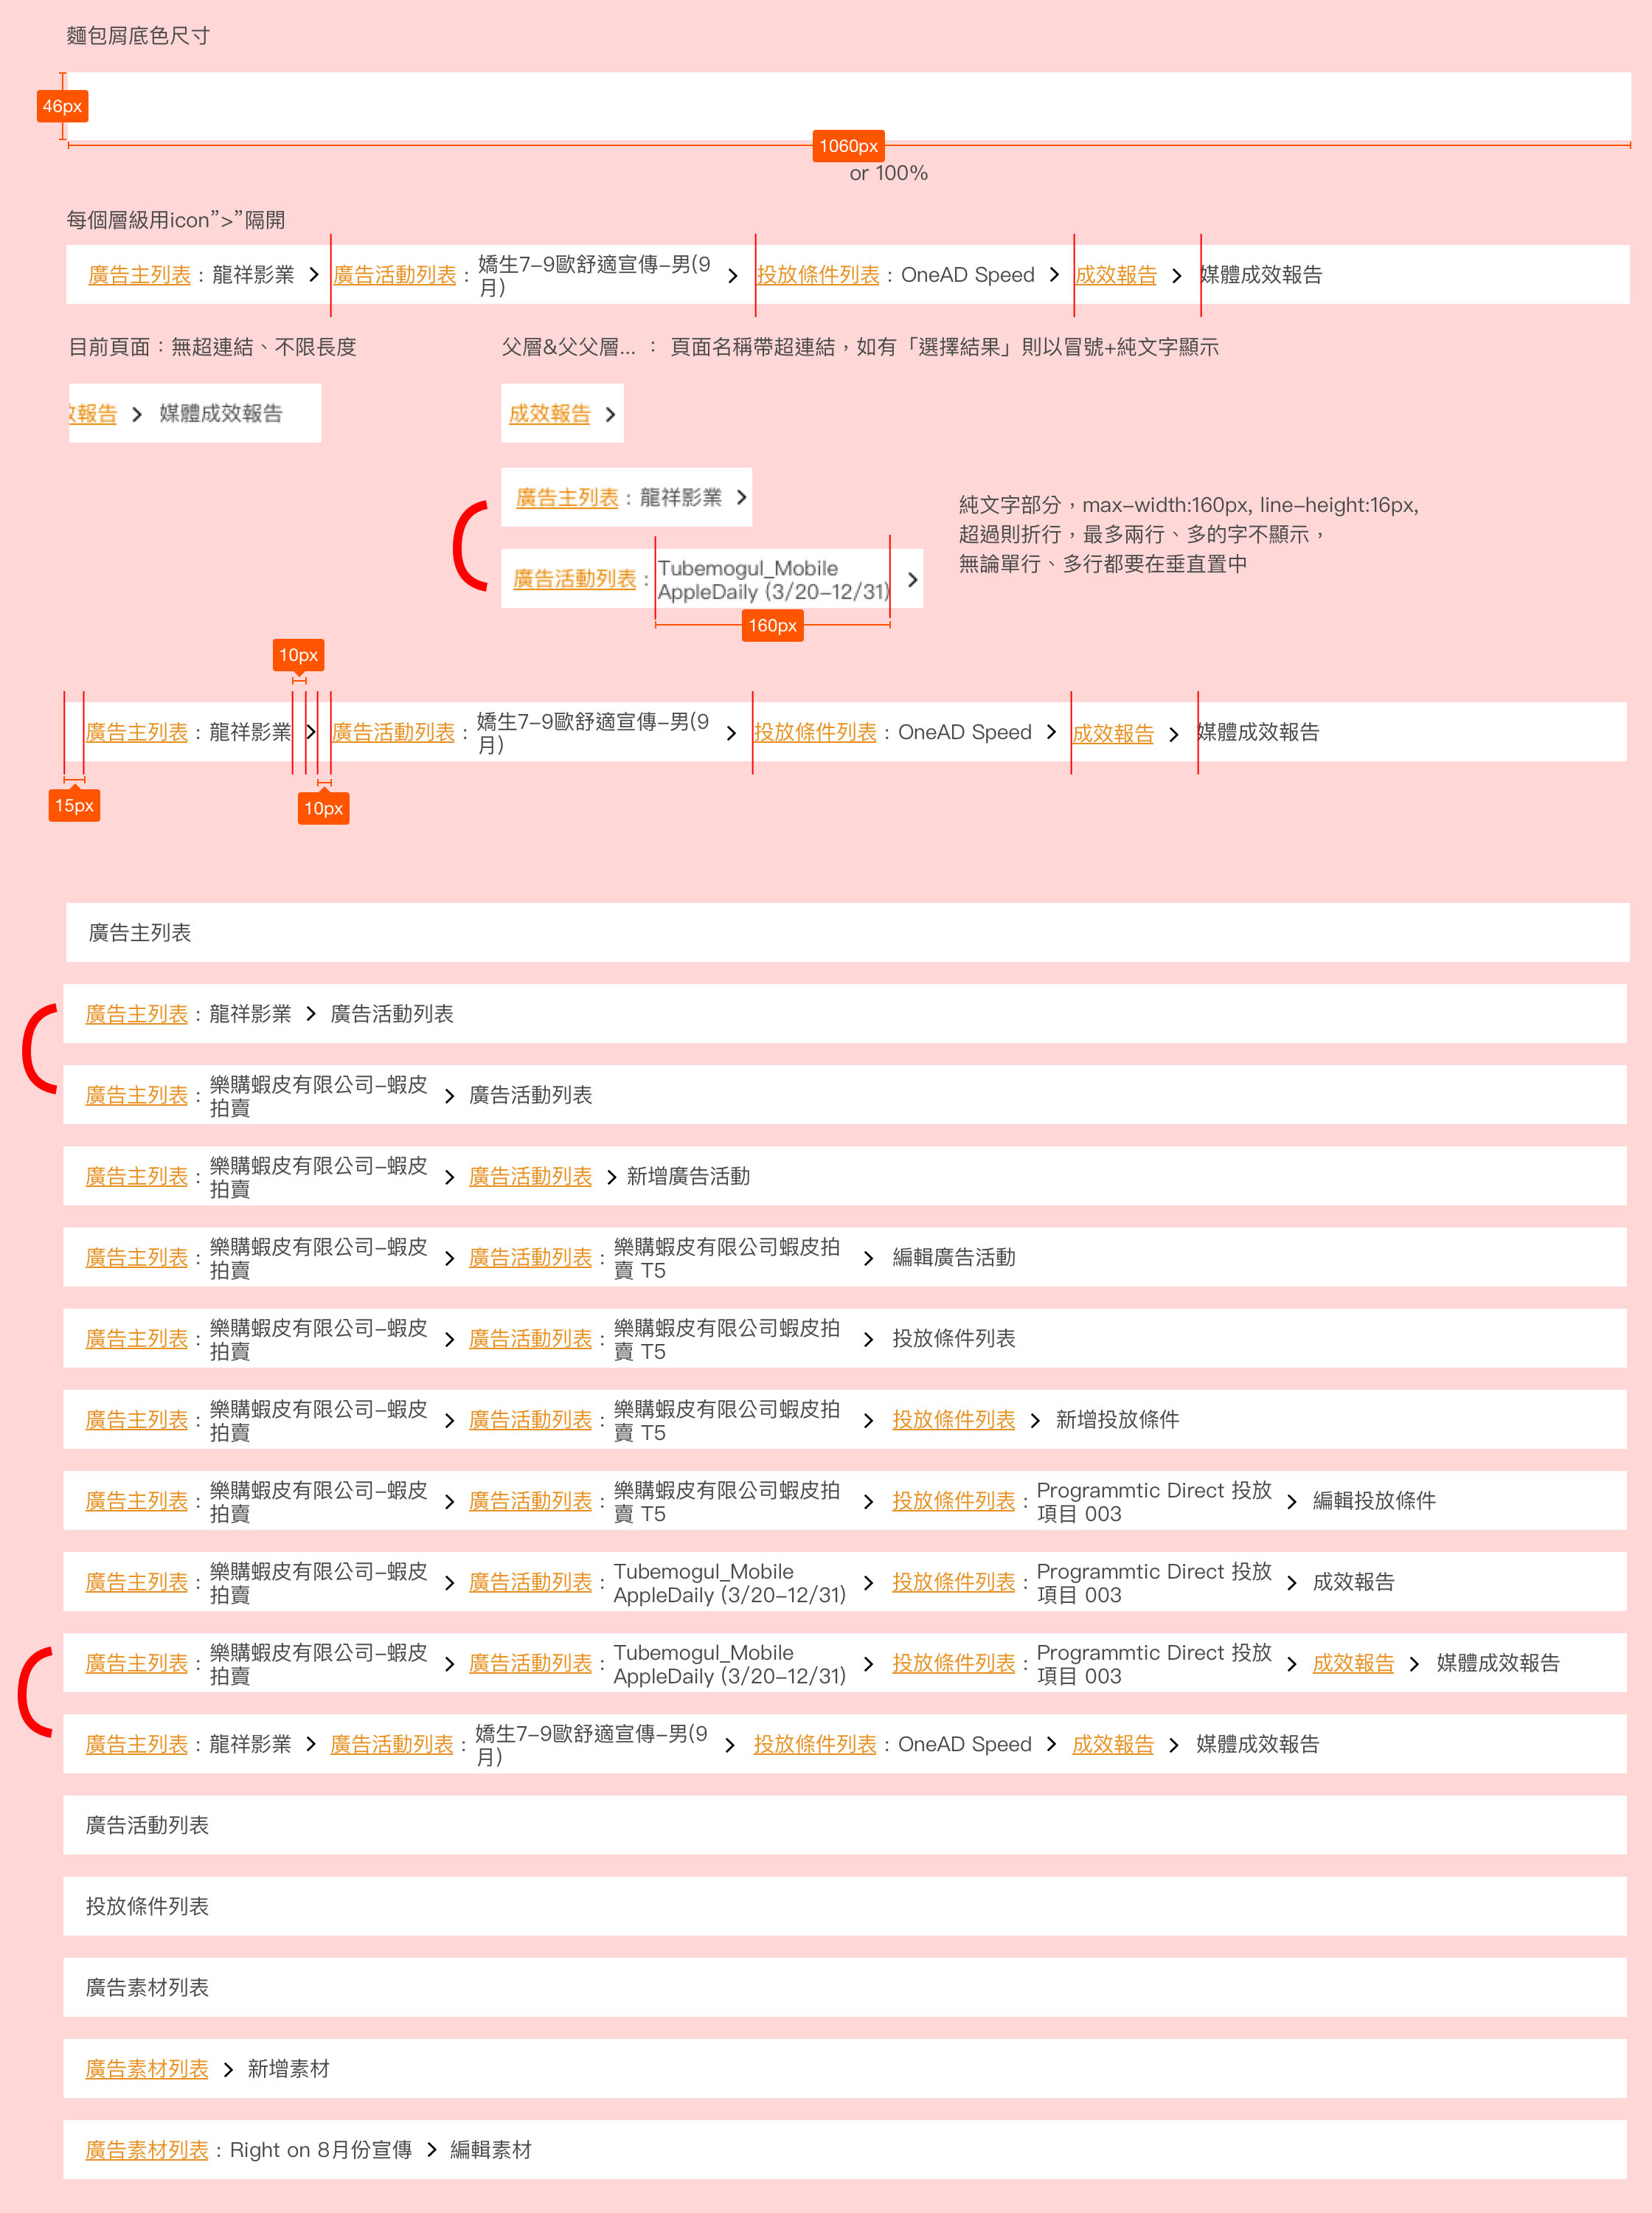 麵包屑底色尺寸
46px
1060px
or 100%
每個層級用icon”>”隔開
廣告主列表 : 龍祥影業 > 廣告活動列表 : 嬌生7-9歐舒適宣傳-男(9
月) > 投放條件列表 : OneAD Speed > 成效報告 > 媒體成效報告
目前頁面：無超連結、不限長度
父層&父父層... ： 頁面名稱帶超連結，如有「選擇結果」則以冒號+純文字顯示
效報告 > 媒體成效報告
成效報告 >
廣告主列表 : 龍祥影業 >
純文字部分，max-width:160px, line-height:16px,
超過則折行，最多兩行、多的字不顯示，
無論單行、多行都要在垂直置中
廣告活動列表 : Tubemogul_Mobile
AppleDaily (3/20-12/31) >
160px
10px
廣告主列表 : 龍祥影業 > 廣告活動列表 : 嬌生7-9歐舒適宣傳-男(9
月) > 投放條件列表 : OneAD Speed > 成效報告 > 媒體成效報告
15px
10px
廣告主列表
廣告主列表 : 龍祥影業 > 廣告活動列表
廣告主列表 : 樂購蝦皮有限公司-蝦皮
拍賣 > 廣告活動列表
廣告主列表 : 樂購蝦皮有限公司-蝦皮
拍賣 > 廣告活動列表 > 新增廣告活動
廣告主列表 : 樂購蝦皮有限公司-蝦皮
拍賣 > 廣告活動列表 : 樂購蝦皮有限公司蝦皮拍
賣 T5 > 編輯廣告活動
廣告主列表 : 樂購蝦皮有限公司-蝦皮
拍賣 > 廣告活動列表 : 樂購蝦皮有限公司蝦皮拍
賣 T5 > 投放條件列表
廣告主列表 : 樂購蝦皮有限公司-蝦皮
拍賣 > 廣告活動列表 : 樂購蝦皮有限公司蝦皮拍
賣 T5 > 投放條件列表 > 新增投放條件
廣告主列表 : 樂購蝦皮有限公司-蝦皮
拍賣 > 廣告活動列表 : 樂購蝦皮有限公司蝦皮拍
賣 T5 > 投放條件列表 : Programmtic Direct 投放
項目 003 > 編輯投放條件
廣告主列表 : 樂購蝦皮有限公司-蝦皮
拍賣 > 廣告活動列表 : Tubemogul_Mobile
AppleDaily (3/20-12/31) > 投放條件列表 : Programmtic Direct 投放
項目 003 > 成效報告
廣告主列表 : 樂購蝦皮有限公司-蝦皮
拍賣 > 廣告活動列表 : Tubemogul_Mobile
AppleDaily (3/20-12/31) > 投放條件列表 : Programmtic Direct 投放
項目 003 > 成效報告 > 媒體成效報告
廣告主列表 : 龍祥影業 > 廣告活動列表 : 嬌生7-9歐舒適宣傳-男(9
月) > 投放條件列表 : OneAD Speed > 成效報告 > 媒體成效報告
廣告活動列表
投放條件列表
廣告素材列表
廣告素材列表 > 新增素材
廣告素材列表 : Right on 8月份宣傳 > 編輯素材